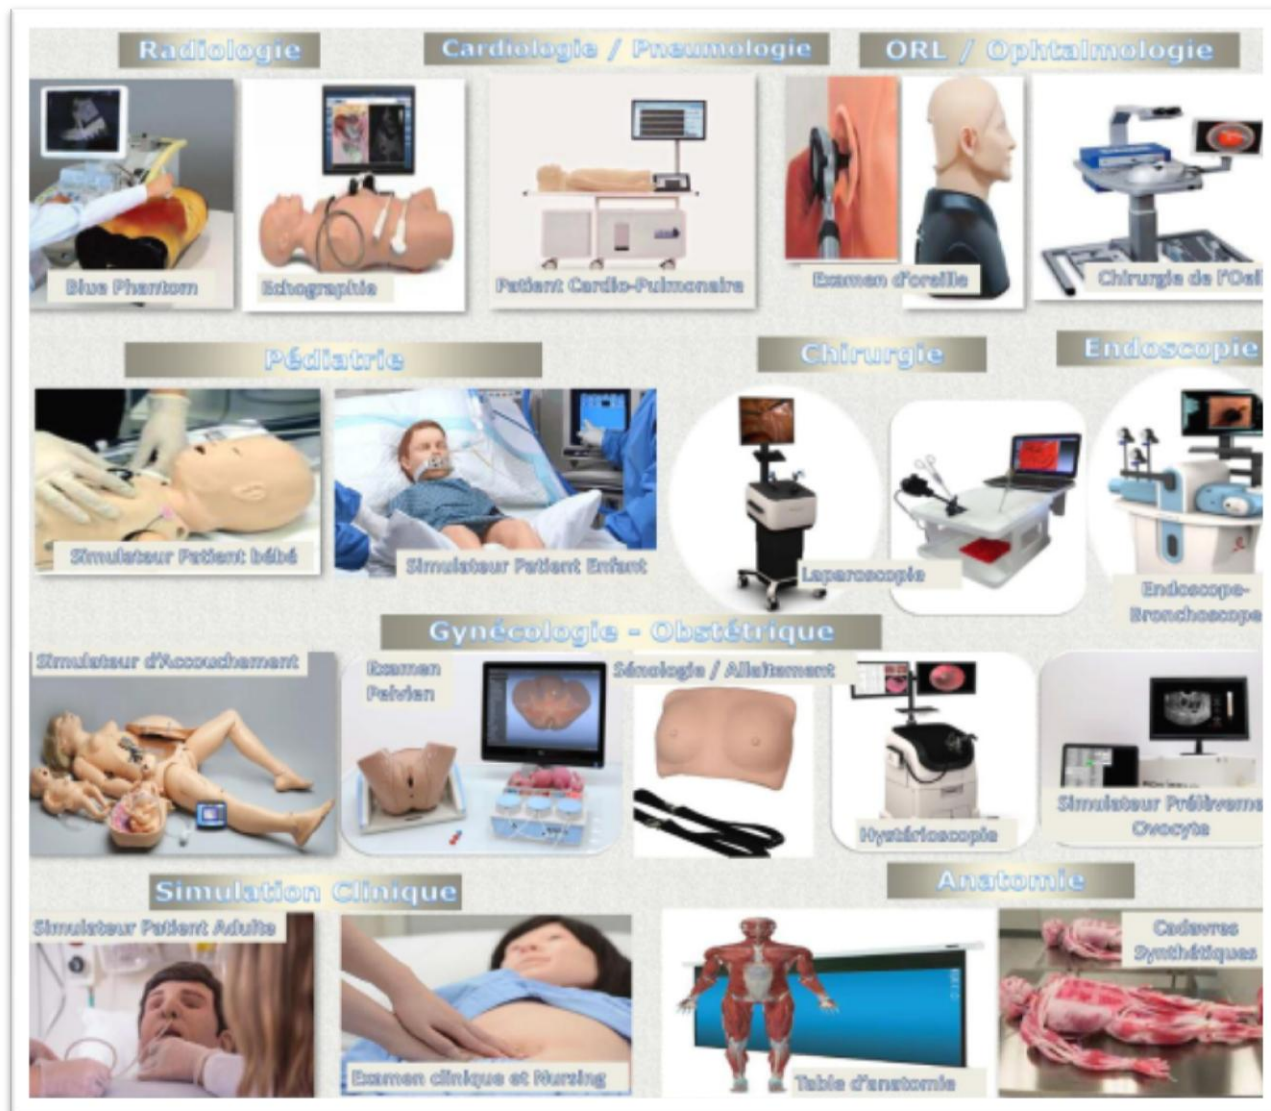 Radiologie
Cardiologie / Pneumologie
ORL / Ophtalmologie
Blue Phantom
Echographie
Patient Cardio-Pulmonaire
Examen d'oreille
Chirurgie de l'Oeil
Pédiatrie
Chirurgie
Endoscopie
Simulateur Patient bébé
Simulateur Patient Enfant
Laparoscopie
Endoscope-
Bronchoscope
Gynécologie - Obstétrique
Simulateur d'Accouchement
Examen
Pelvien
Sénologie / Allaitement
Hystérioscopie
Simulateur Prélèveme
Ovocyte
Simulation Clinique
Anatomie
Simulateur Patient Adulte
Examen clinique et Nursing
Table d'anatomie
Cadavres
Synthétiques